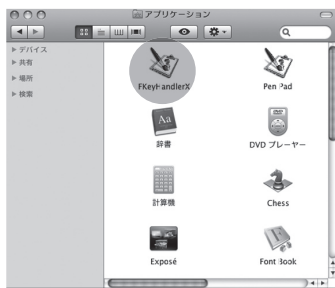 アプリケーション
デバイス
共有
場所
検索
FKeyHandlerX
Pen Pad
Aa
辞書
DVD プレーヤー
計算機
Chess
Exposé
Font Book